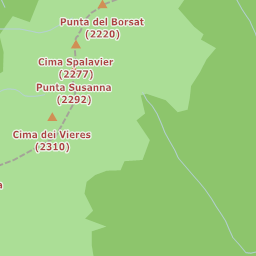 Punta del Borsat
(2220)
Cima Spalavier
(2277)
Punta Susanna
(2292)
Cima dei Vieres
(2310)
a